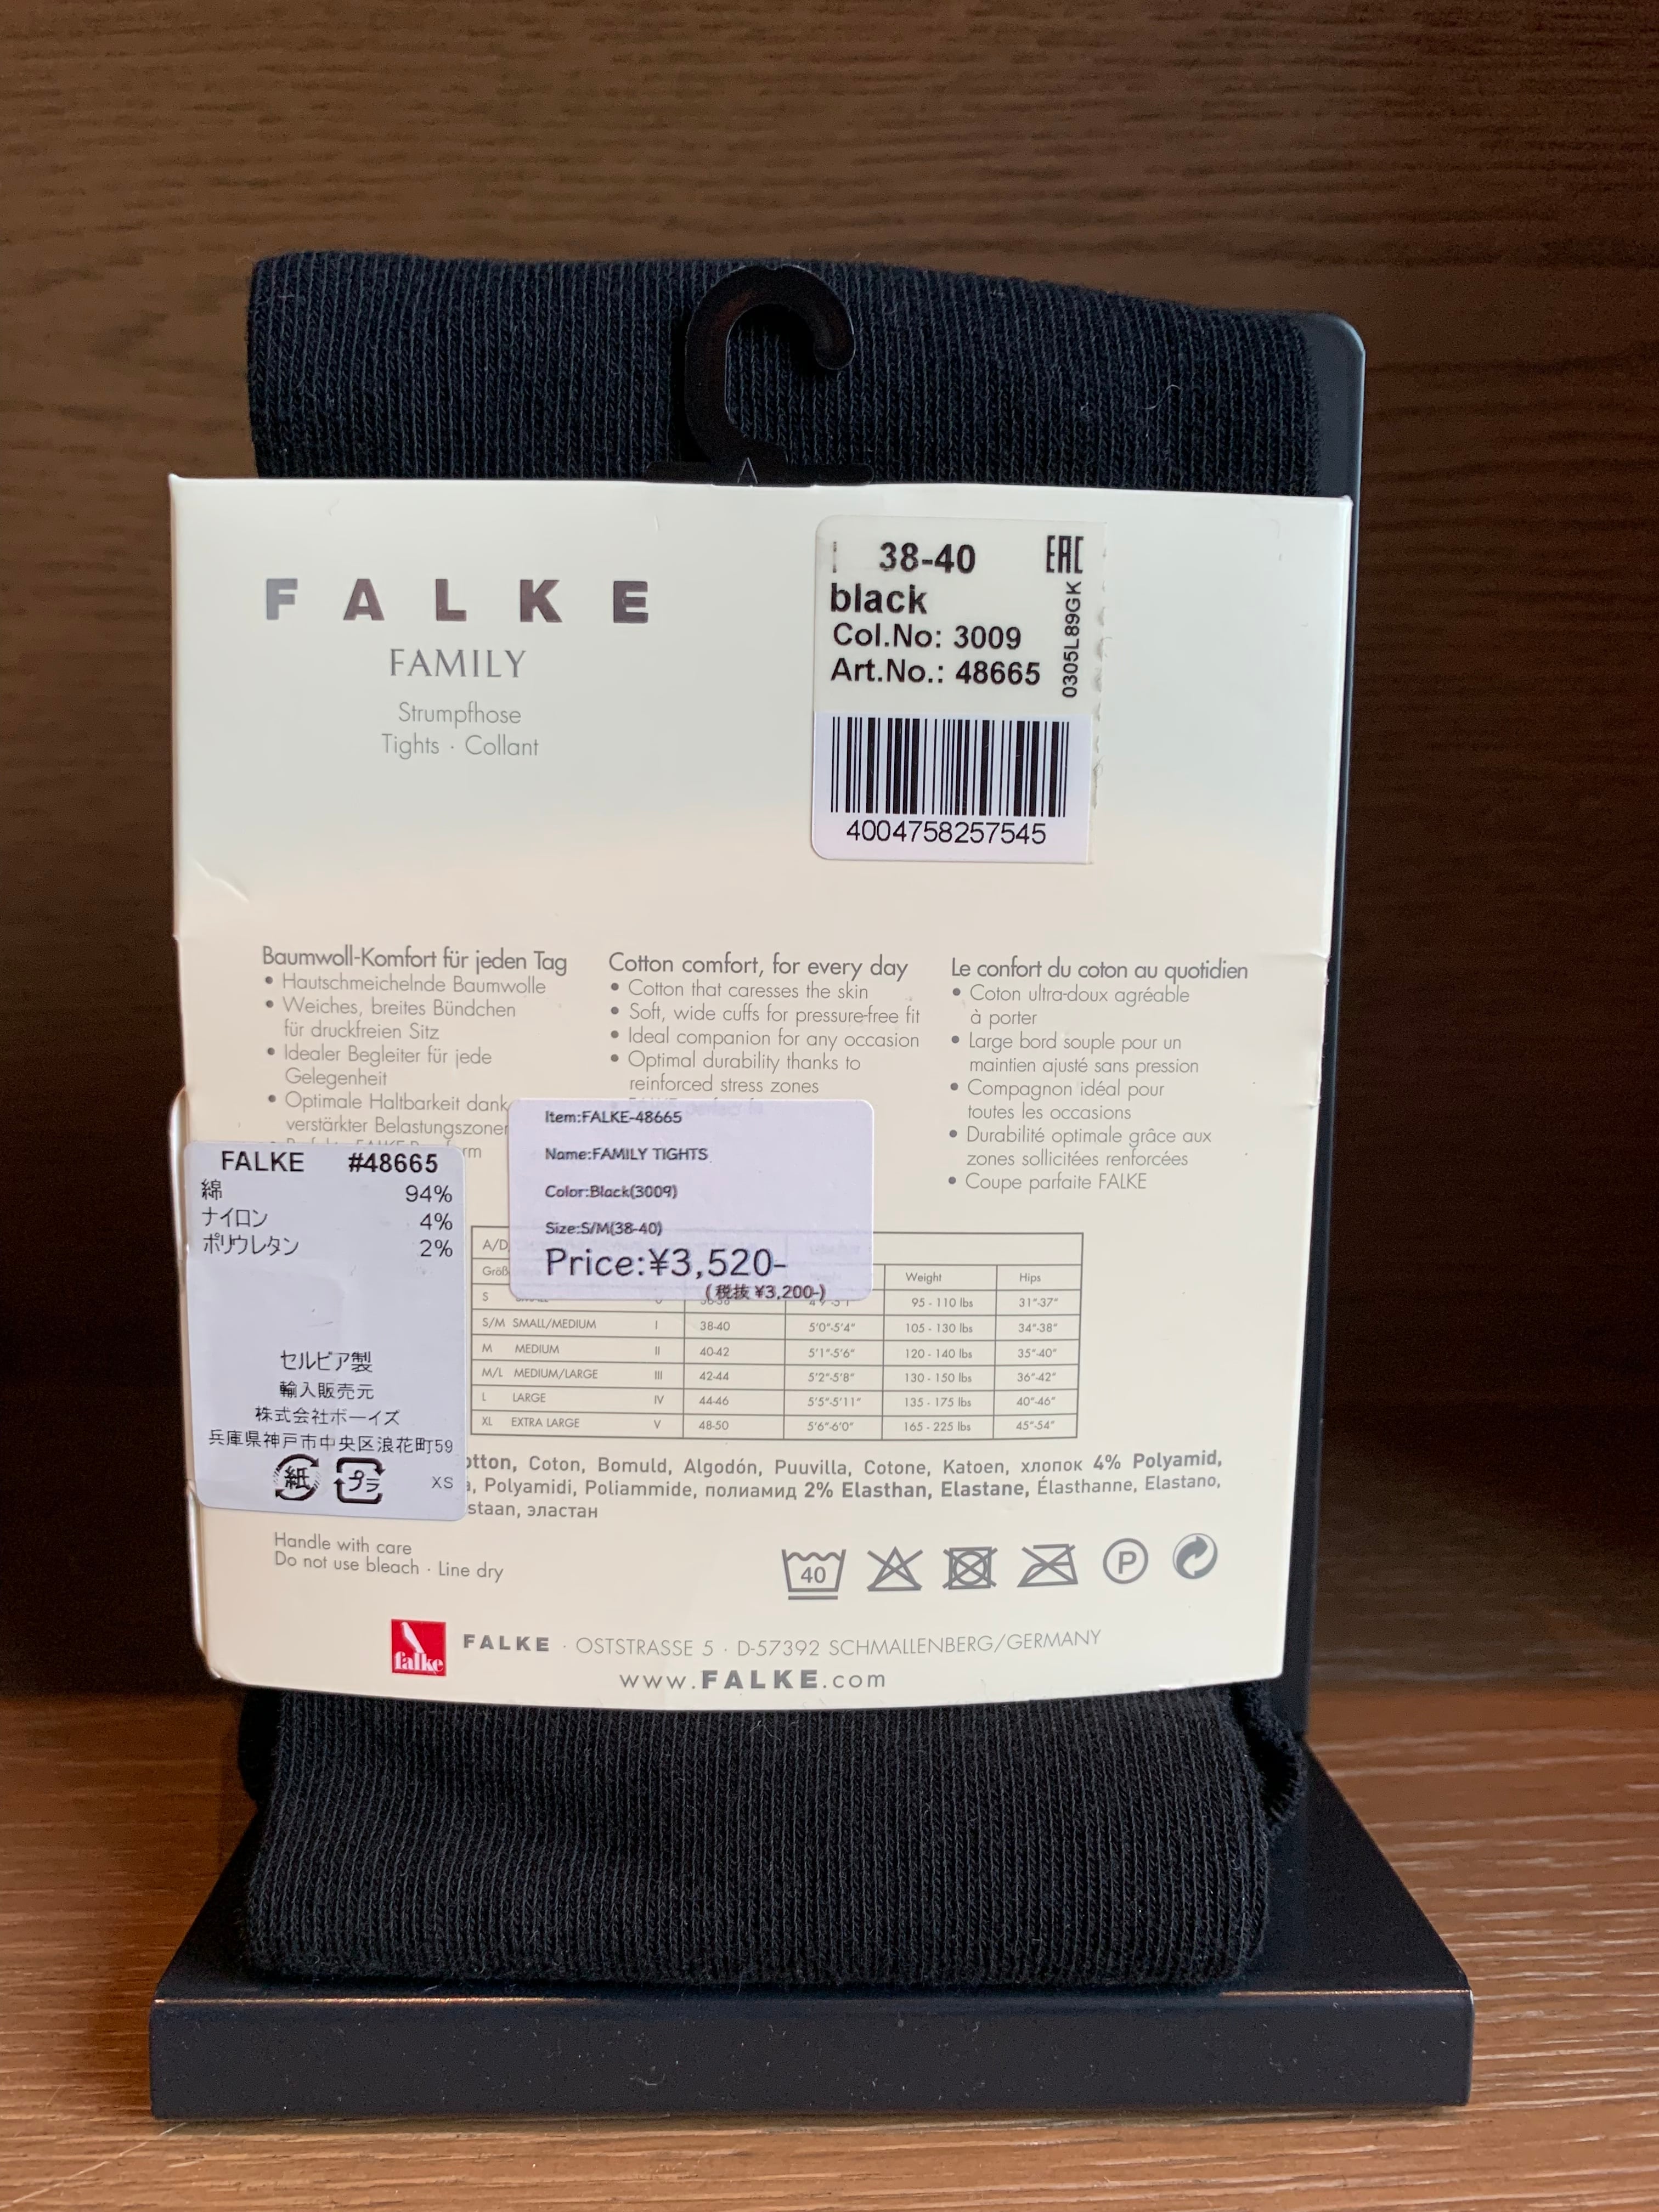 FALKE
FAMILY
Strumpfhose
Tights · Collant
I 38-40
EAC
black
Col.No: 3009
Art.No.: 48665
0305L89GK
4004758257545
Baumwoll-Komfort für jeden Tag
• Hautschmeichelnde Baumwolle
• Weiches, breites Bündchen
für druckfreien Sitz
• Idealer Begleiter für jede
Gelegenheit
• Optimale Haltbarkeit dank
verstärkter Belastungszonen
Cotton comfort, for every day
• Cotton that caresses the skin
• Soft, wide cuffs for pressure-free fit
• Ideal companion for any occasion
• Optimal durability thanks to
reinforced stress zones
Le confort du coton au quotidien
• Coton ultra-doux agréable
à porter
• Large bord souple pour un
maintien ajusté sans pression
• Compagnon idéal pour
toutes les occasions
• Durabilité optimale grâce aux
zones sollicitées renforcées
• Coupe parfaite FALKE
Item:FALKE-48665
Name:FAMILY TIGHTS
Color:Black(3009)
Size:S/M(38-40)
Price:¥3,520-
(税抜 ¥3,200-)
FALKE #48665
綿 94%
ナイロン 4%
ポリウレタン 2%
セルビア製
輸入販売元
株式会社ボーイズ
兵庫県神戸市中央区浪花町59
紙 プラ XS
A/D
Größ Weight Hips
S 95 - 110 lbs 31"-37"
S/M SMALL/MEDIUM I 38-40 5'0"-5'4" 105 - 130 lbs 34"-38"
M MEDIUM II 40-42 5'1"-5'6" 120 - 140 lbs 35"-40"
M/L MEDIUM/LARGE III 42-44 5'2"-5'8" 130 - 150 lbs 36"-42"
L LARGE IV 44-46 5'5"-5'11" 135 - 175 lbs 40"-46"
XL EXTRA LARGE V 48-50 5'6"-6'0" 165 - 225 lbs 45"-54"
otton, Coton, Bomuld, Algodón, Puuvilla, Cotone, Katoen, хлопок 4% Polyamid,
a, Polyamidi, Poliammide, полиамид 2% Elasthan, Elastane, Élasthanne, Elastano,
staan, эластан
Handle with care
Do not use bleach · Line dry
40 P
falke
FALKE · OSTSTRASSE 5 · D-57392 SCHMALLENBERG/GERMANY
www.FALKE.com